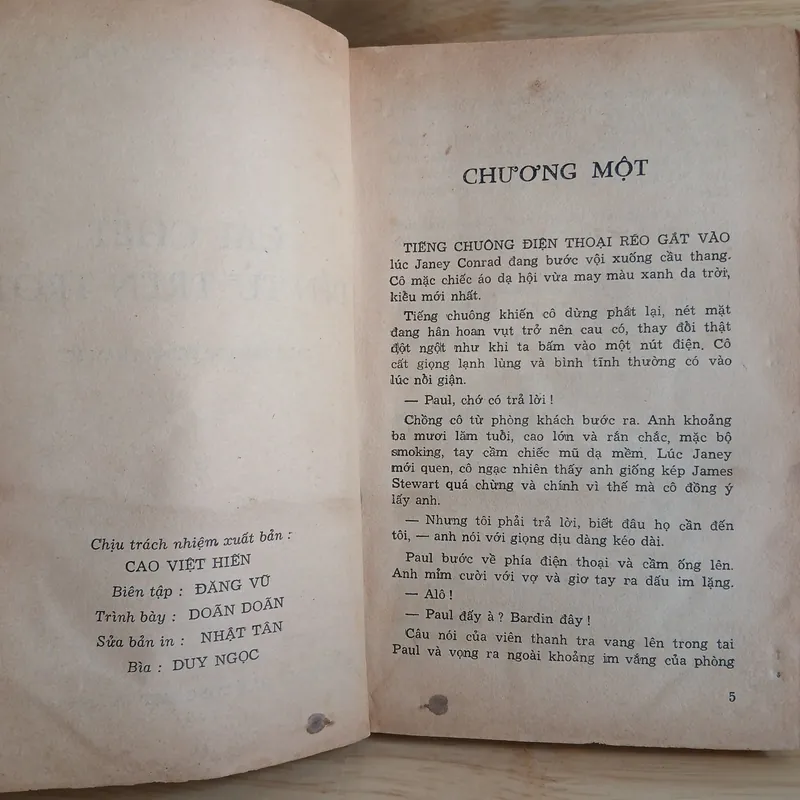 Chịu trách nhiệm xuất bản :
CAO VIỆT HIỀN
Biên tập : ĐĂNG VŨ
Trình bày : DOÃN DOÃN
Sửa bản in : NHẬT TÂN
Bìa : DUY NGỌC
CHƯƠNG MỘT
TIẾNG CHUÔNG ĐIỆN THOẠI RÉO GẮT VÀO
lúc Janey Conrad đang bước vội xuống cầu thang.
Cô mặc chiếc áo dạ hội vừa may màu xanh da trời,
kiểu mới nhất.
Tiếng chuông khiến cô dừng phắt lại, nét mặt
đang hân hoan vụt trở nên cau có, thay đổi thật
đột ngột như khi ta bấm vào một nút điện. Cô
cất giọng lạnh lùng và bình tĩnh thường có vào
lúc nổi giận.
— Paul, chớ có trả lời !
Chồng cô từ phòng khách bước ra. Anh khoảng
ba mươi lăm tuổi, cao lớn và rắn chắc, mặc bộ
smoking, tay cầm chiếc mũ dạ mềm. Lúc Janey
mới quen, cô ngạc nhiên thấy anh giống kép James
Stewart quá chừng và chính vì thế mà cô đồng ý
lấy anh.
— Nhưng tôi phải trả lời, biết đâu họ cần đến
tôi, — anh nói với giọng dịu dàng kéo dài.
Paul bước về phía điện thoại và cầm ống lên.
Anh mỉm cười với vợ và giơ tay ra dấu im lặng.
— Alô !
— Paul đấy à ? Bardin đây !
Câu nói của viên thanh tra vang lên trong tai
Paul và vọng ra ngoài khoảng im vắng của phòng
5